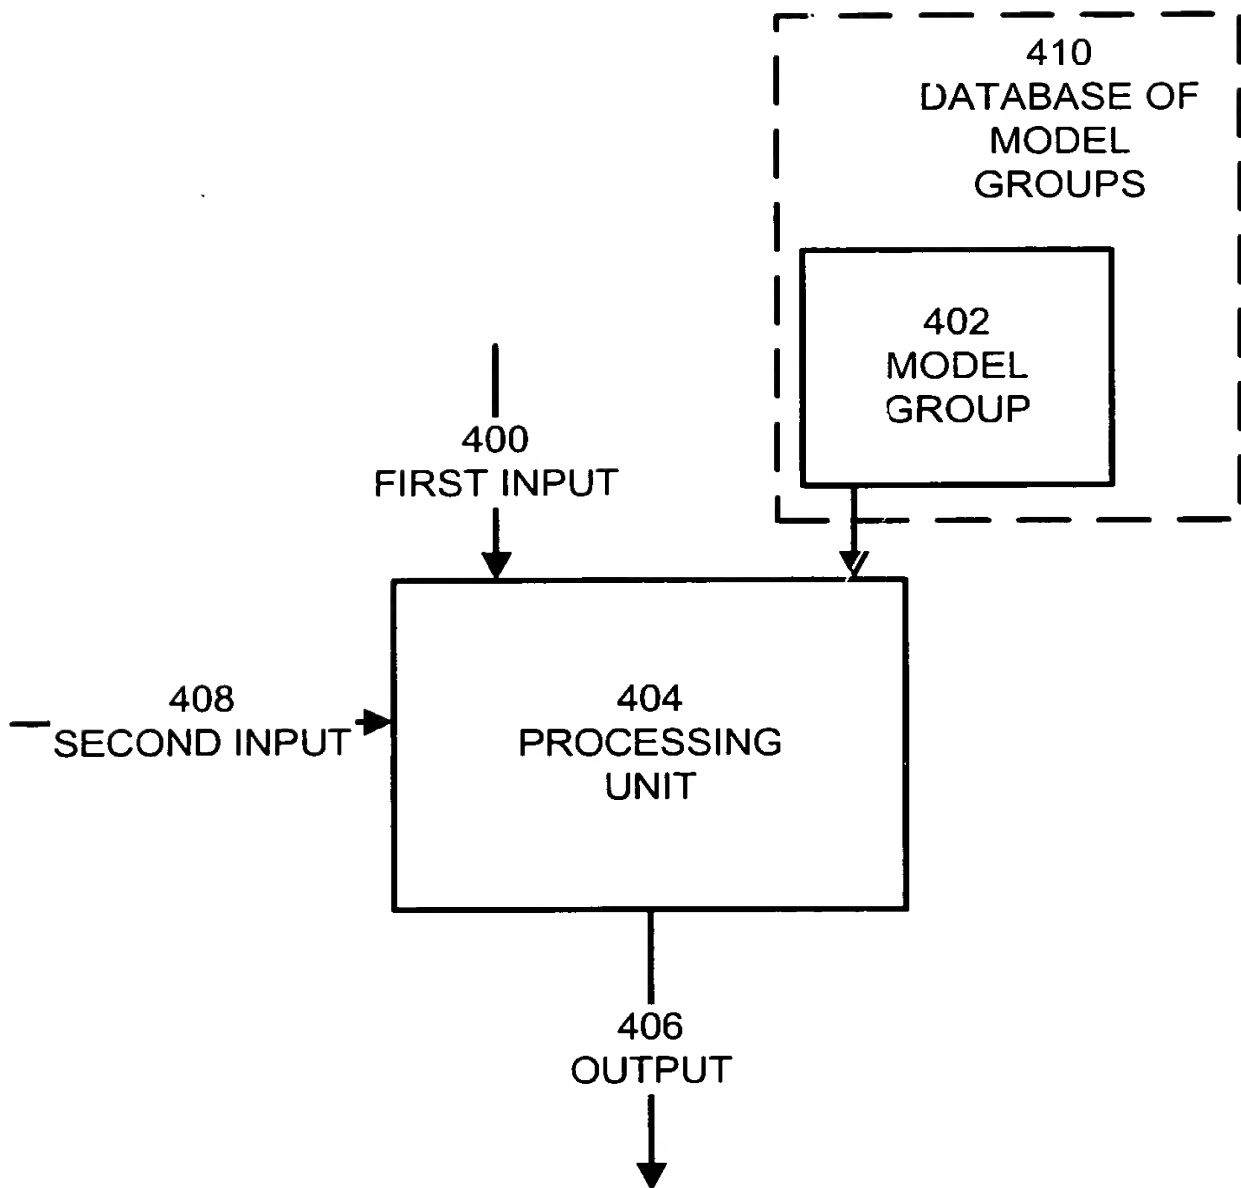 410
DATABASE OF
MODEL
GROUPS
402
MODEL
GROUP
400
FIRST INPUT
408
SECOND INPUT
404
PROCESSING
UNIT
406
OUTPUT